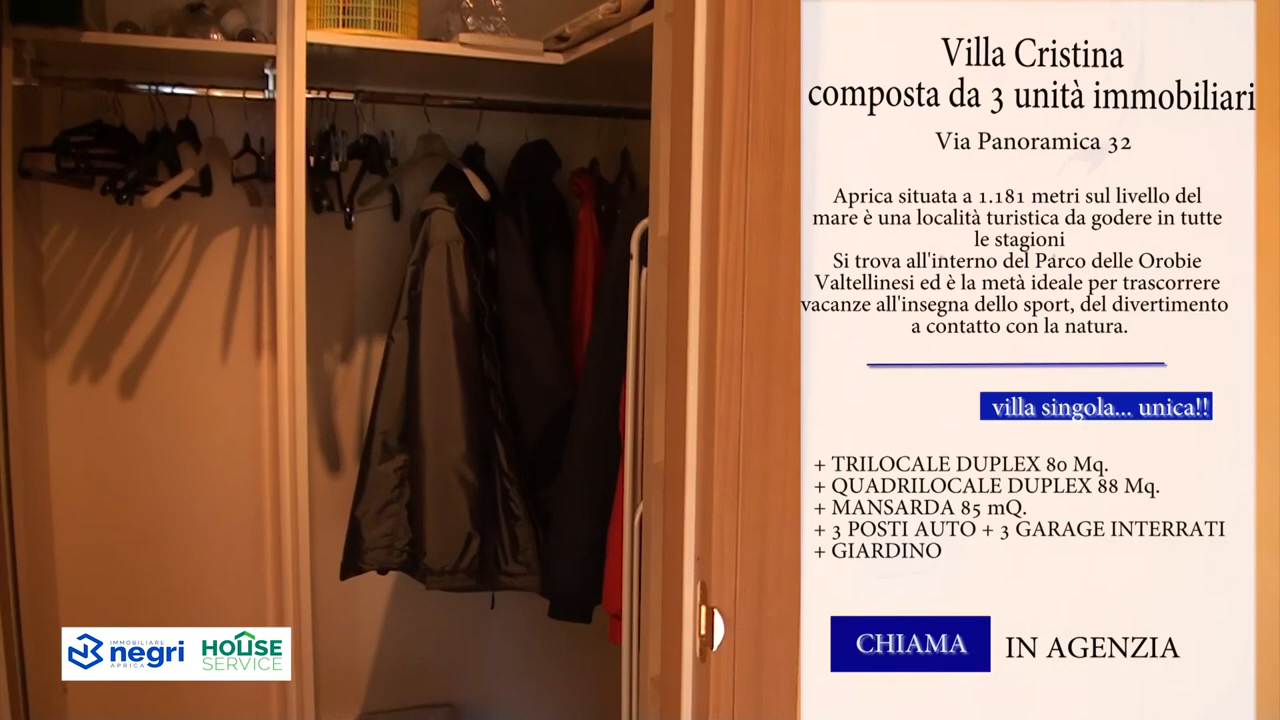 Villa Cristina
composta da 3 unità immobiliari
Via Panoramica 32
Aprica situata a 1.181 metri sul livello del
mare è una località turistica da godere in tutte
le stagioni
Si trova all'interno del Parco delle Orobie
Valtellinesi ed è la metà ideale per trascorrere
vacanze all'insegna dello sport, del divertimento
a contatto con la natura.
villa singola... unica!!
+ TRILOCALE DUPLEX 80 Mq.
+ QUADRILOCALE DUPLEX 88 Mq.
+ MANSARDA 85 mQ.
+ 3 POSTI AUTO + 3 GARAGE INTERRATI
+ GIARDINO
CHIAMA IN AGENZIA
IMMOBILIARE
negri
APRICA
HOUSE
SERVICE